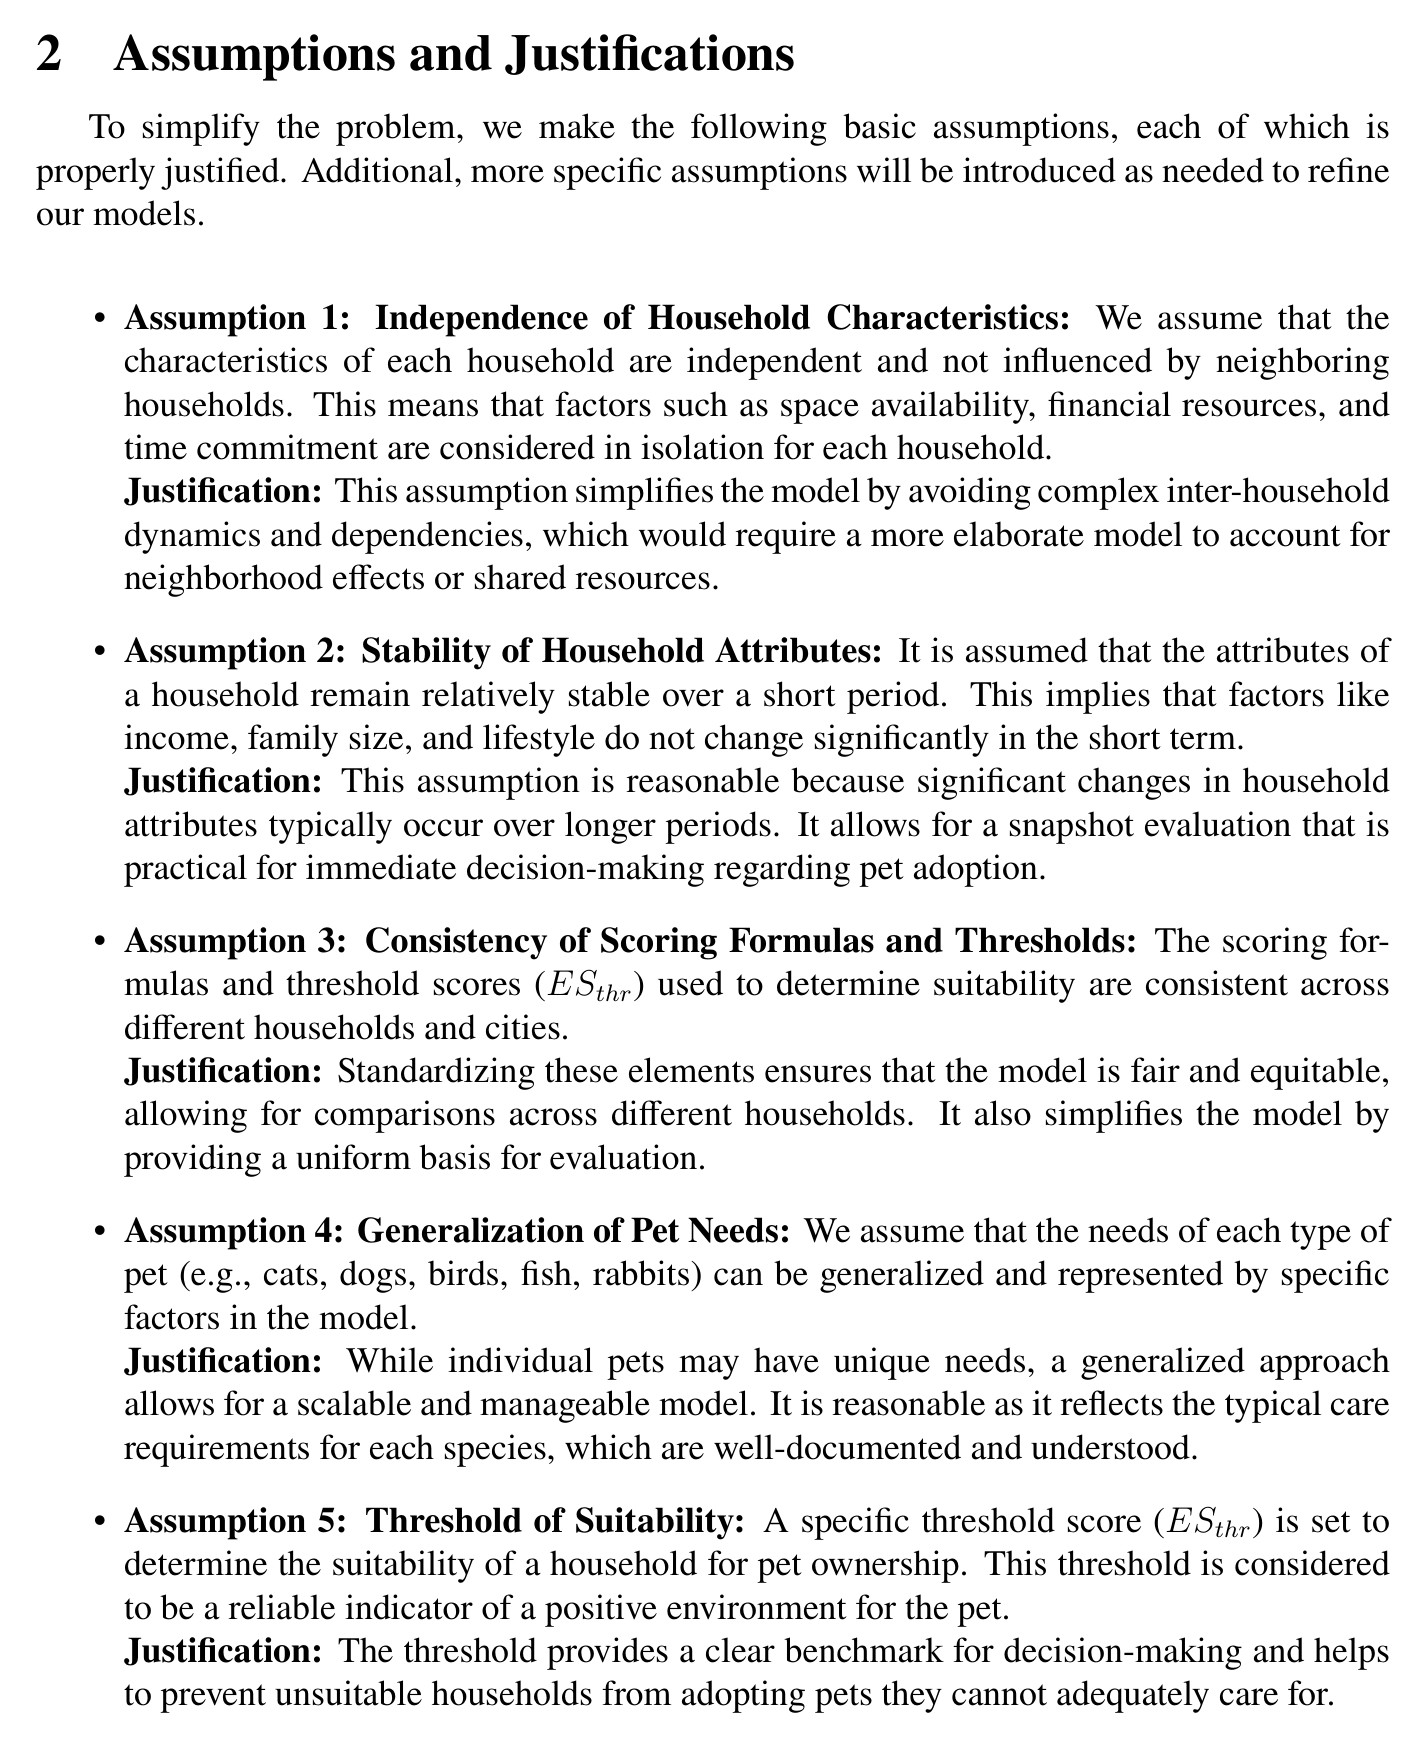 2 Assumptions and Justifications
To simplify the problem, we make the following basic assumptions, each of which is
properly justified. Additional, more specific assumptions will be introduced as needed to refine
our models.
• Assumption 1: Independence of Household Characteristics: We assume that the
characteristics of each household are independent and not influenced by neighboring
households. This means that factors such as space availability, financial resources, and
time commitment are considered in isolation for each household.
Justification: This assumption simplifies the model by avoiding complex inter-household
dynamics and dependencies, which would require a more elaborate model to account for
neighborhood effects or shared resources.
• Assumption 2: Stability of Household Attributes: It is assumed that the attributes of
a household remain relatively stable over a short period. This implies that factors like
income, family size, and lifestyle do not change significantly in the short term.
Justification: This assumption is reasonable because significant changes in household
attributes typically occur over longer periods. It allows for a snapshot evaluation that is
practical for immediate decision-making regarding pet adoption.
• Assumption 3: Consistency of Scoring Formulas and Thresholds: The scoring for-
mulas and threshold scores (ES_thr) used to determine suitability are consistent across
different households and cities.
Justification: Standardizing these elements ensures that the model is fair and equitable,
allowing for comparisons across different households. It also simplifies the model by
providing a uniform basis for evaluation.
• Assumption 4: Generalization of Pet Needs: We assume that the needs of each type of
pet (e.g., cats, dogs, birds, fish, rabbits) can be generalized and represented by specific
factors in the model.
Justification: While individual pets may have unique needs, a generalized approach
allows for a scalable and manageable model. It is reasonable as it reflects the typical care
requirements for each species, which are well-documented and understood.
• Assumption 5: Threshold of Suitability: A specific threshold score (ES_thr) is set to
determine the suitability of a household for pet ownership. This threshold is considered
to be a reliable indicator of a positive environment for the pet.
Justification: The threshold provides a clear benchmark for decision-making and helps
to prevent unsuitable households from adopting pets they cannot adequately care for.